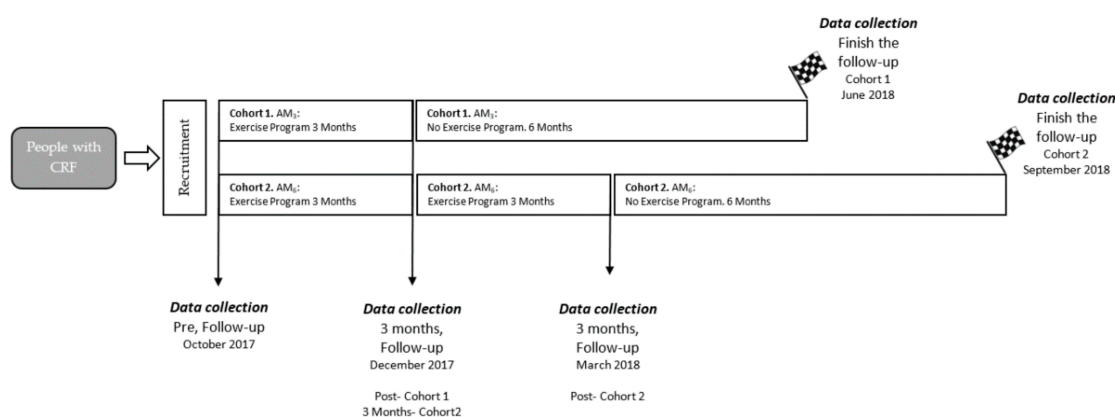 Data collection
Finish the
follow-up
Cohort 1
June 2018
Data collection
Finish the
follow-up
Cohort 2
September 2018
People with
CRF
Recruitment
Cohort 1. AM₃:
Exercise Program 3 Months
Cohort 1. AM₃:
No Exercise Program. 6 Months
Cohort 2. AM₆:
Exercise Program 3 Months
Cohort 2. AM₆:
Exercise Program 3 Months
Cohort 2. AM₆:
No Exercise Program. 6 Months
Data collection
Pre, Follow-up
October 2017
Data collection
3 months,
Follow-up
December 2017
Post- Cohort 1
3 Months- Cohort2
Data collection
3 months,
Follow-up
March 2018
Post- Cohort 2